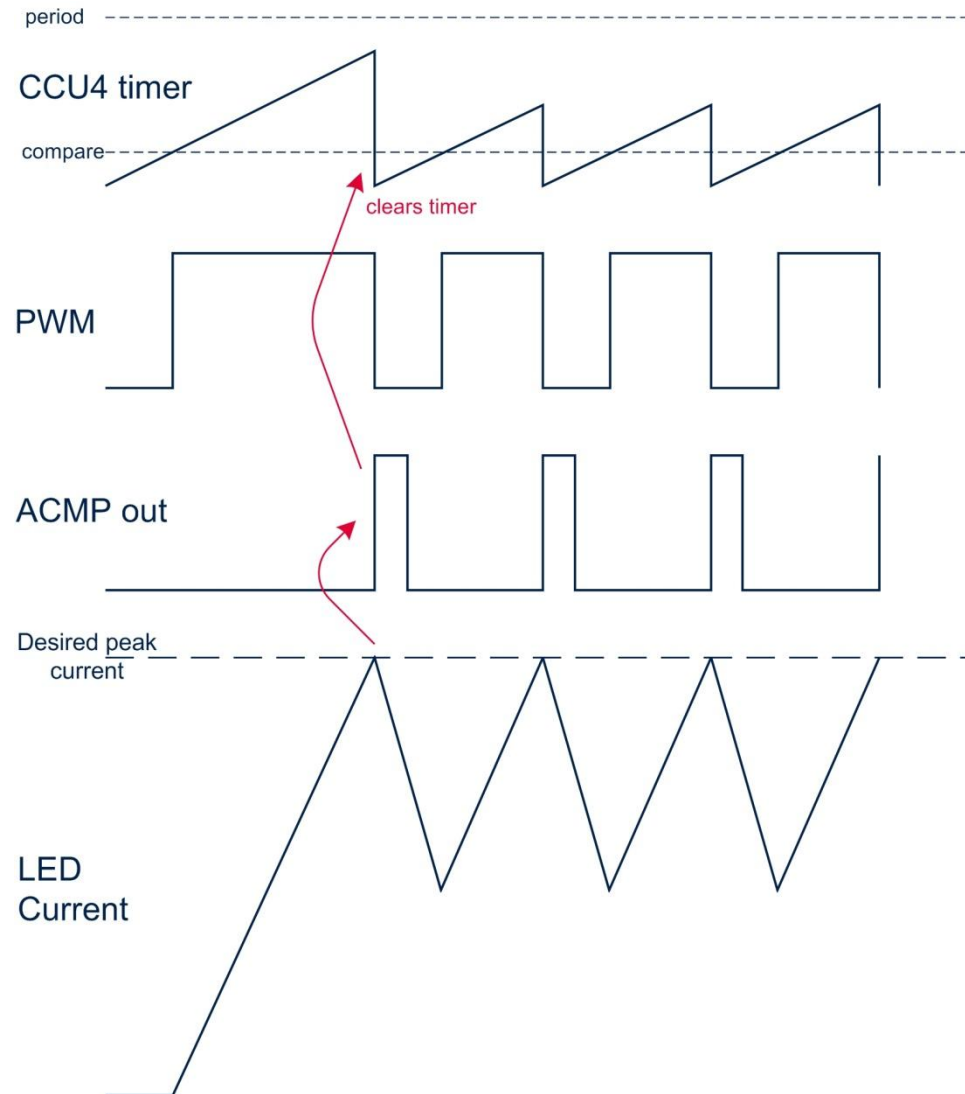 period
CCU4 timer
compare
clears timer
PWM
ACMP out
Desired peak
current
LED
Current